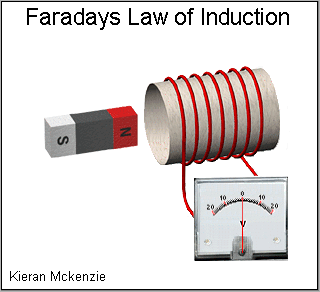 Faradays Law of Induction
S N
20 10 0 10 20
V
Kieran Mckenzie